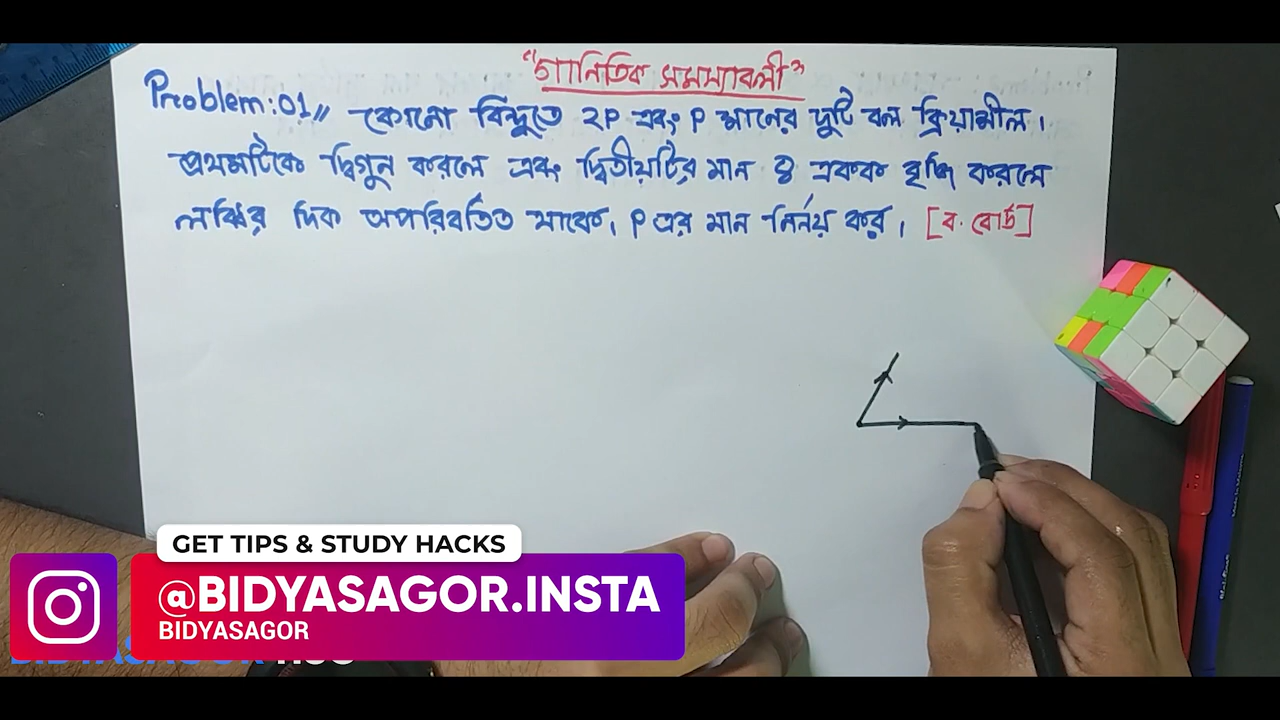 "গানিতিক সমস্যাবলী"
Problem:01// কোনো বিন্দুতে 2P এবং P মানের দুটি বল ক্রিয়াশীল।
প্রথমটিকে দ্বিগুন করলে এবং দ্বিতীয়টির মান 8 একক বৃদ্ধি করলে
লব্ধির দিক অপরিবর্তিত থাকে। P এর মান নির্নয় কর। [ব. বোর্ড]
GET TIPS & STUDY HACKS
@BIDYASAGOR.INSTA
BIDYASAGOR